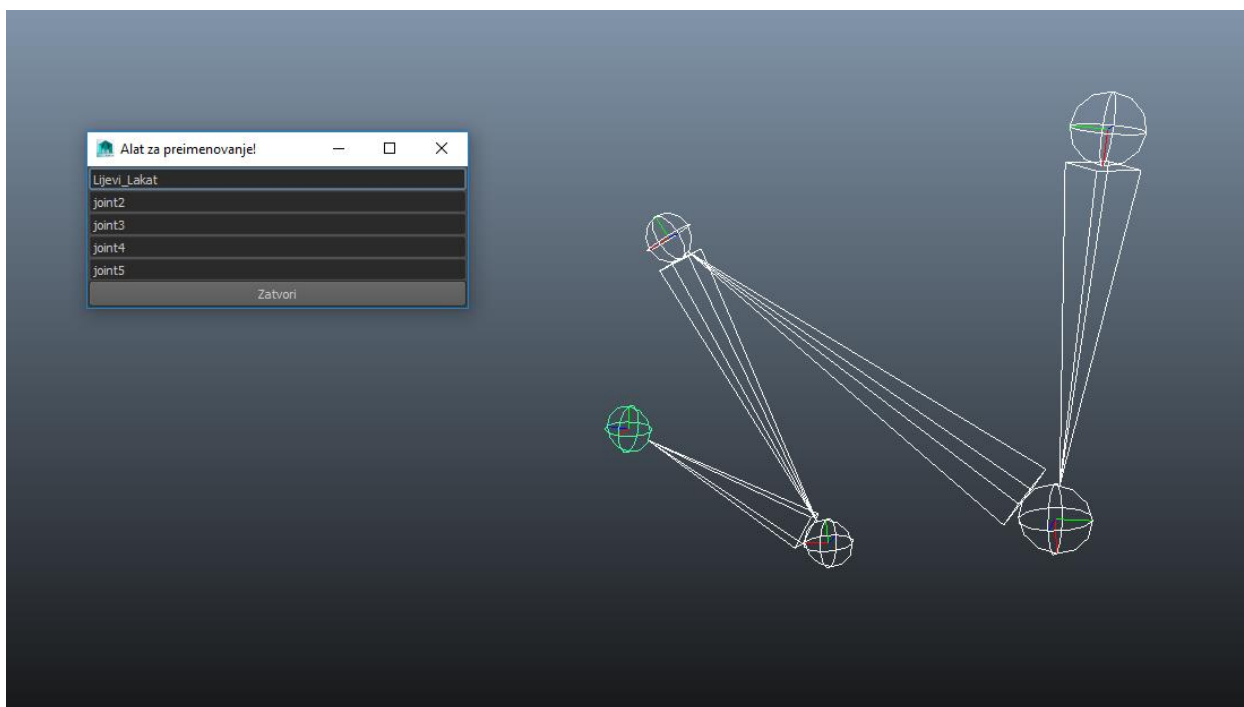 Alat za preimenovanje!
Lijevi_Lakat
joint2
joint3
joint4
joint5
Zatvori